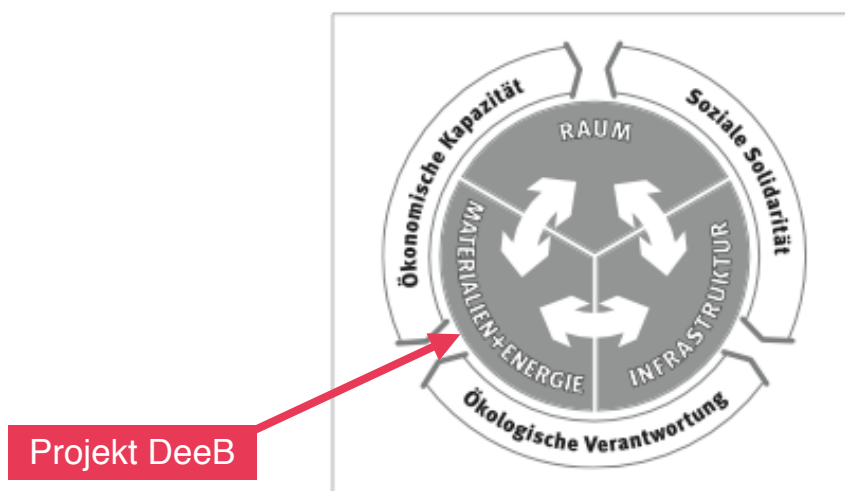 Ökonomische Kapazität
Soziale Solidarität
RAUM
MATERIALIEN+ENERGIE
INFRASTRUKTUR
Ökologische Verantwortung
Projekt DeeB